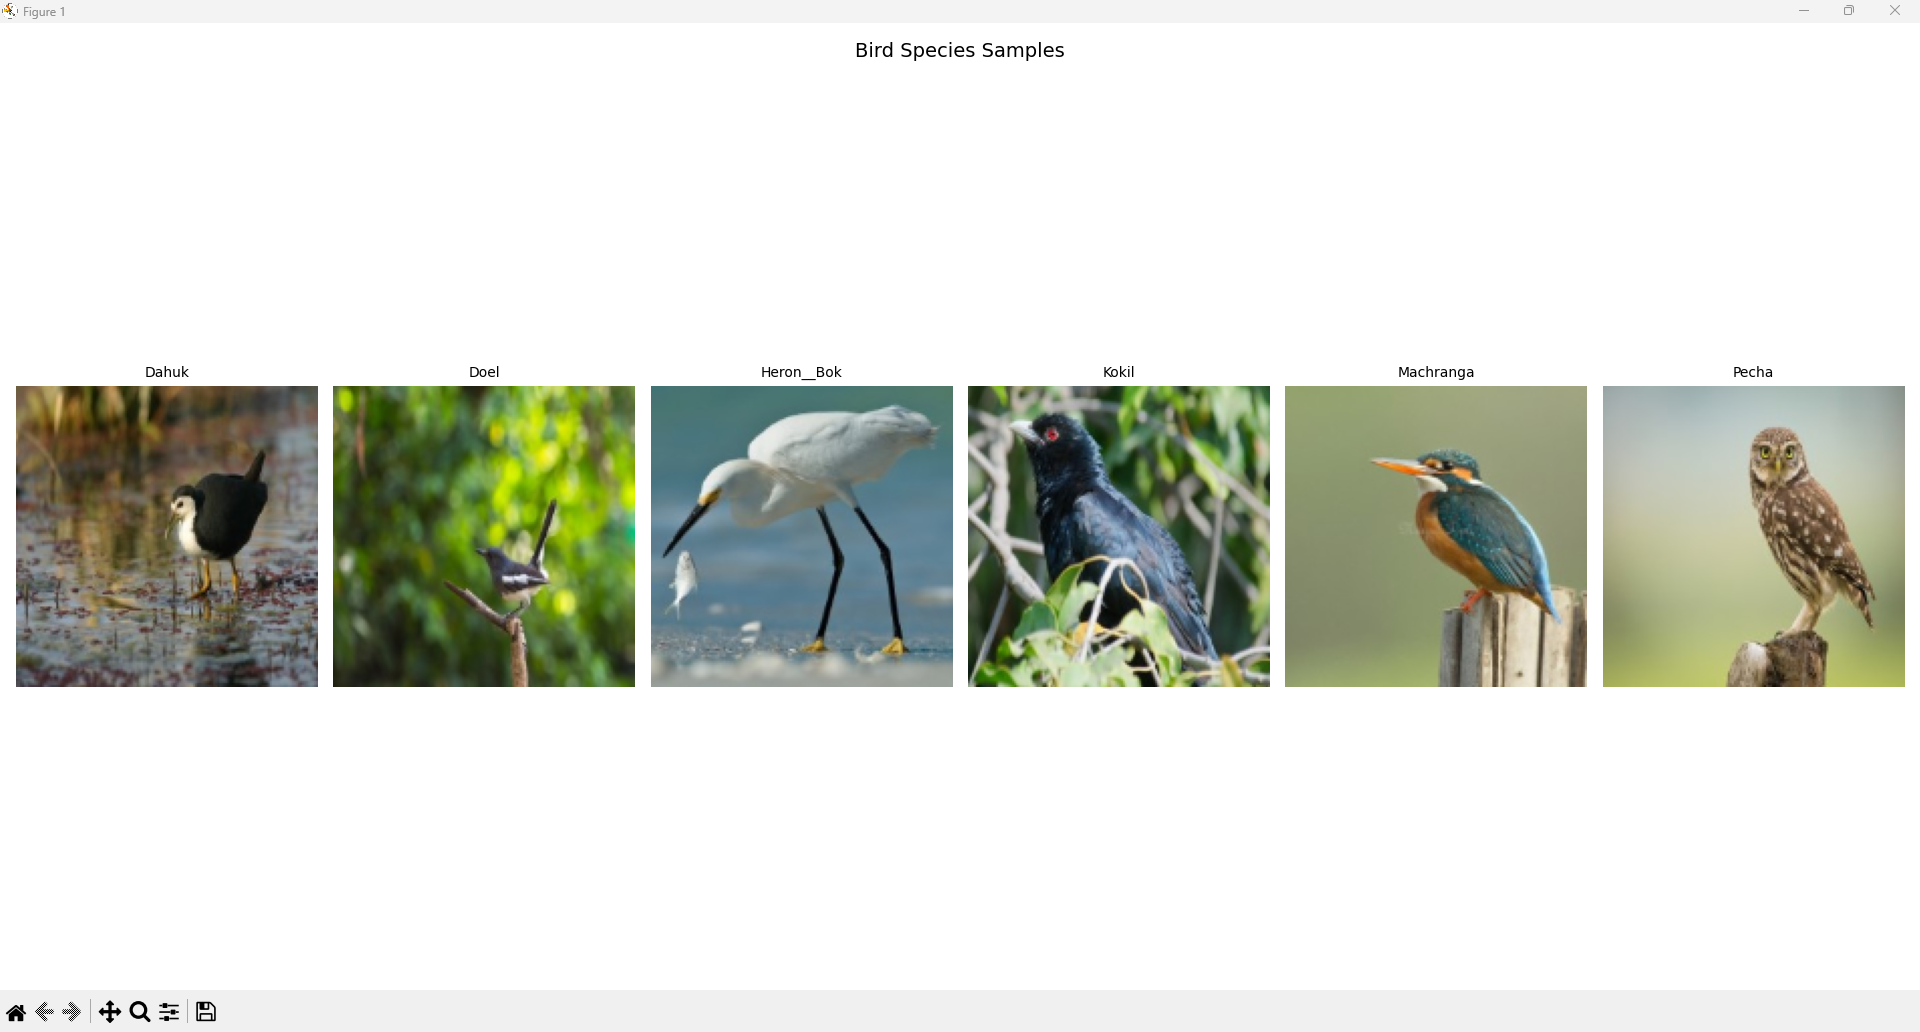 Figure 1
Bird Species Samples
Dahuk
Doel
Heron__Bok
Kokil
Machranga
Pecha